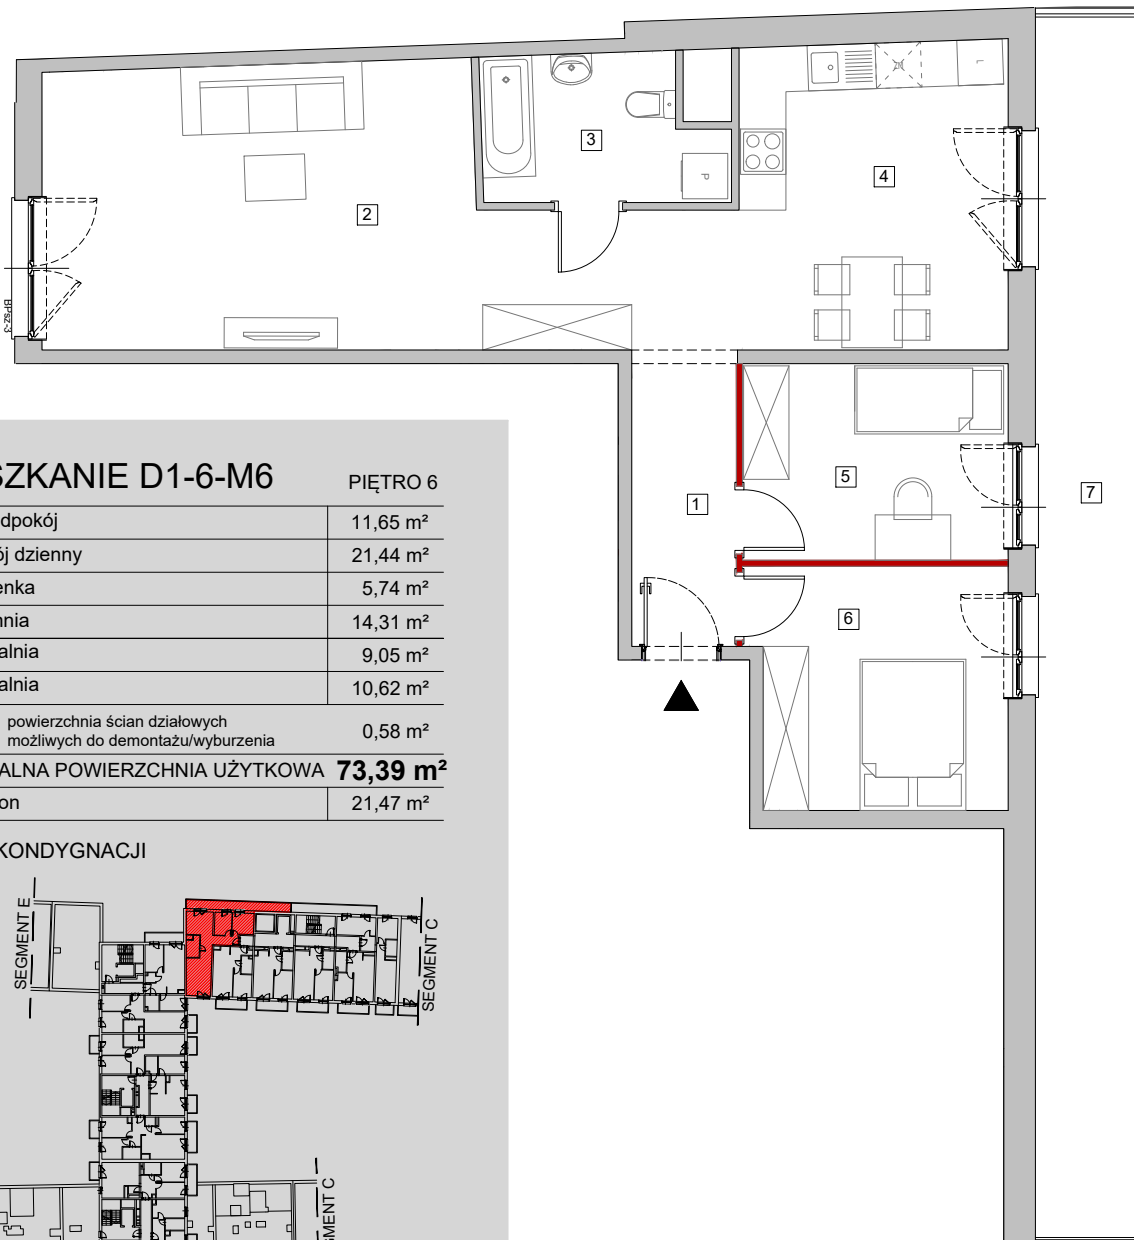 2
3
4
L
P
BPsz-3
1
5
6
7
SZKANIE D1-6-M6 PIĘTRO 6
dpokój 11,65 m²
ój dzienny 21,44 m²
enka 5,74 m²
hnia 14,31 m²
alnia 9,05 m²
alnia 10,62 m²
powierzchnia ścian działowych
możliwych do demontażu/wyburzenia 0,58 m²
ALNA POWIERZCHNIA UŻYTKOWA 73,39 m²
on 21,47 m²
KONDYGNACJI
SEGMENT E
SEGMENT C
MENT C